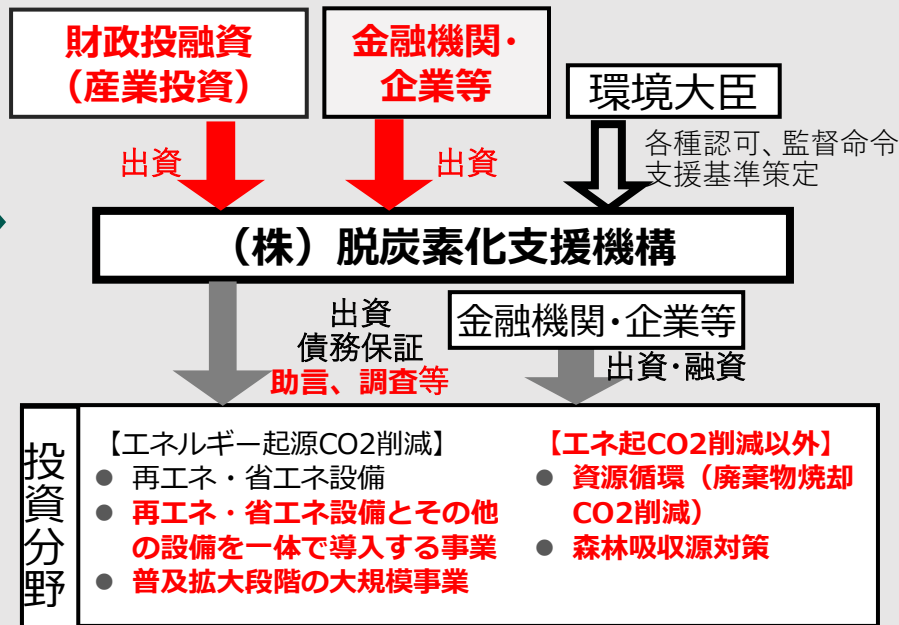 財政投融資
（産業投資）
金融機関・
企業等
環境大臣
出資
出資
各種認可、監督命令
支援基準策定
（株）脱炭素化支援機構
出資
債務保証
助言、調査等
金融機関・企業等
出資・融資
投資分野
【エネルギー起源CO2削減】
● 再エネ・省エネ設備
● 再エネ・省エネ設備とその他
の設備を一体で導入する事業
● 普及拡大段階の大規模事業
【エネ起CO2削減以外】
● 資源循環（廃棄物焼却
CO2削減）
● 森林吸収源対策